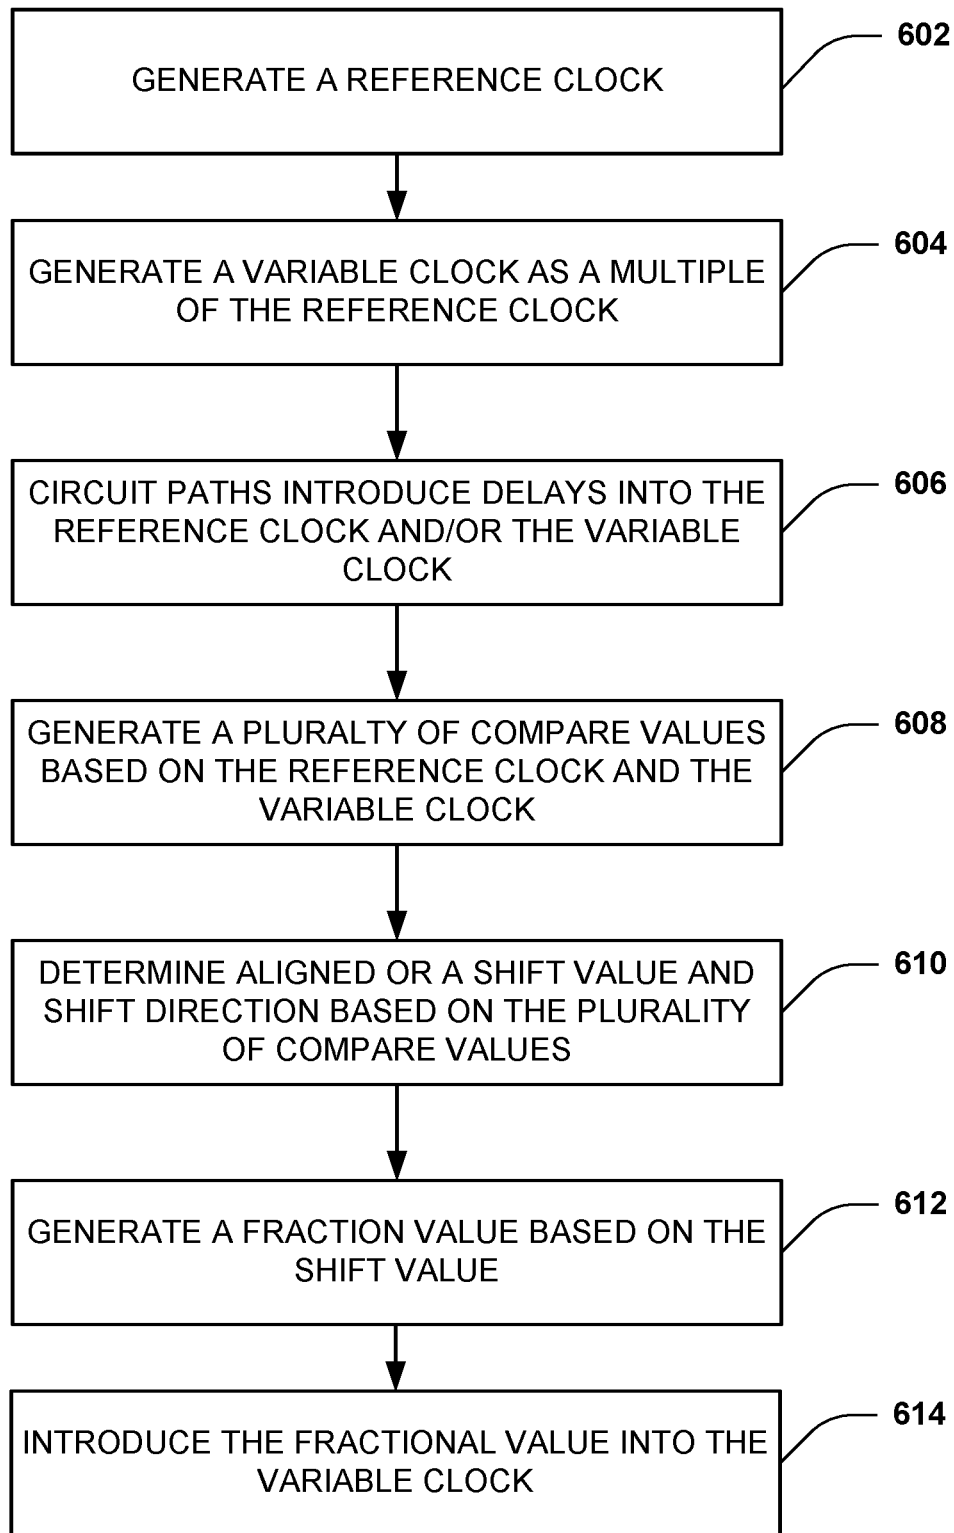 602
GENERATE A REFERENCE CLOCK
604
GENERATE A VARIABLE CLOCK AS A MULTIPLE
OF THE REFERENCE CLOCK
606
CIRCUIT PATHS INTRODUCE DELAYS INTO THE
REFERENCE CLOCK AND/OR THE VARIABLE
CLOCK
608
GENERATE A PLURALTY OF COMPARE VALUES
BASED ON THE REFERENCE CLOCK AND THE
VARIABLE CLOCK
610
DETERMINE ALIGNED OR A SHIFT VALUE AND
SHIFT DIRECTION BASED ON THE PLURALITY
OF COMPARE VALUES
612
GENERATE A FRACTION VALUE BASED ON THE
SHIFT VALUE
614
INTRODUCE THE FRACTIONAL VALUE INTO THE
VARIABLE CLOCK